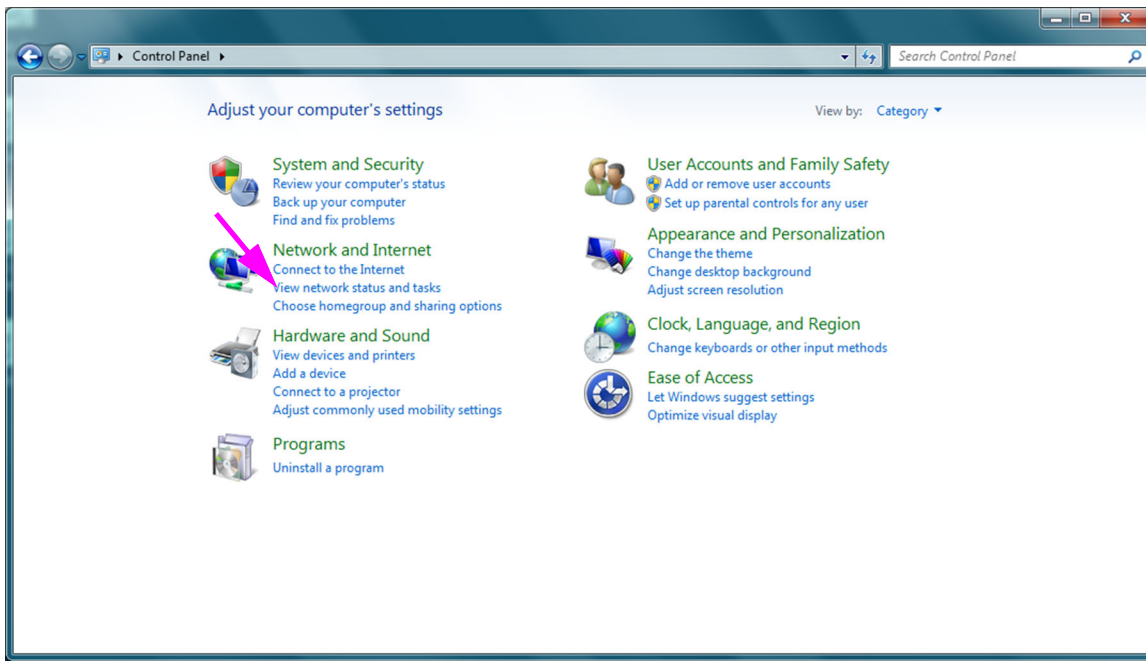 Control Panel
Search Control Panel
Adjust your computer's settings
View by: Category
System and Security
Review your computer's status
Back up your computer
Find and fix problems
Network and Internet
Connect to the Internet
View network status and tasks
Choose homegroup and sharing options
Hardware and Sound
View devices and printers
Add a device
Connect to a projector
Adjust commonly used mobility settings
Programs
Uninstall a program
User Accounts and Family Safety
Add or remove user accounts
Set up parental controls for any user
Appearance and Personalization
Change the theme
Change desktop background
Adjust screen resolution
Clock, Language, and Region
Change keyboards or other input methods
Ease of Access
Let Windows suggest settings
Optimize visual display